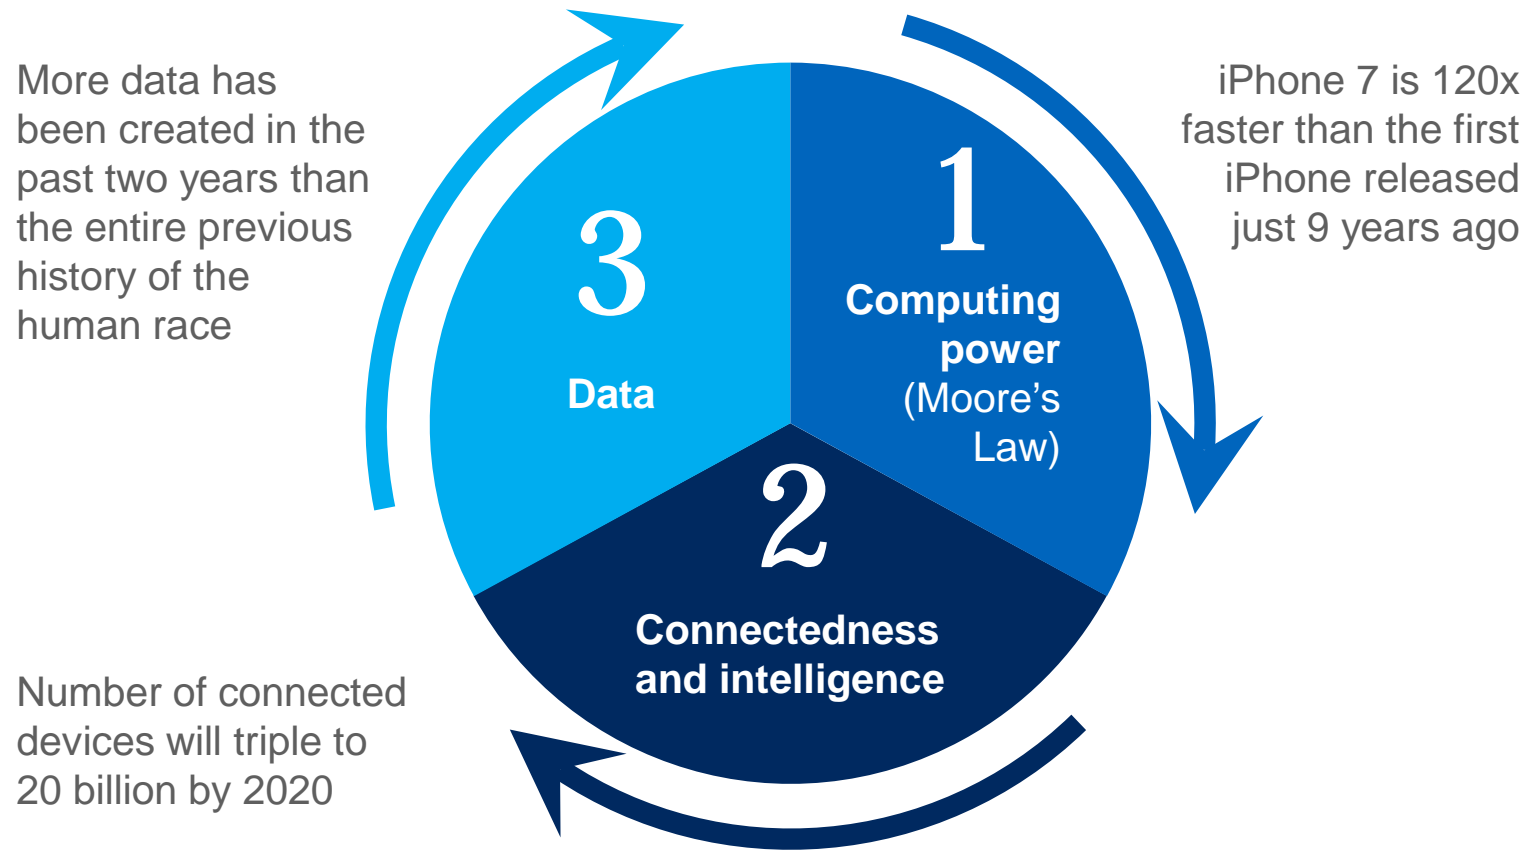 More data has
been created in the
past two years than
the entire previous
history of the
human race
3
Data
1
Computing
power
(Moore's
Law)
iPhone 7 is 120x
faster than the first
iPhone released
just 9 years ago
2
Connectedness
and intelligence
Number of connected
devices will triple to
20 billion by 2020